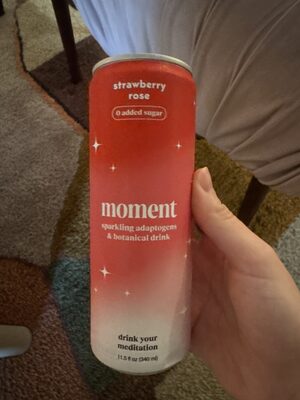 strawberry
rose
0 added sugar
moment
sparkling adaptogens
& botanical drink
drink your
meditation
11.5 fl oz (340 ml)